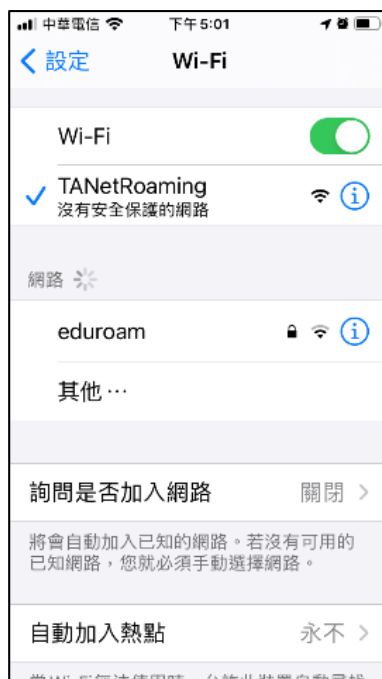 中華電信 下午5:01
設定 Wi-Fi
Wi-Fi
TANetRoaming
沒有安全保護的網路
網路
eduroam
其他…
詢問是否加入網路 關閉
將會自動加入已知的網路。若沒有可用的
已知網路，您就必須手動選擇網路。
自動加入熱點 永不